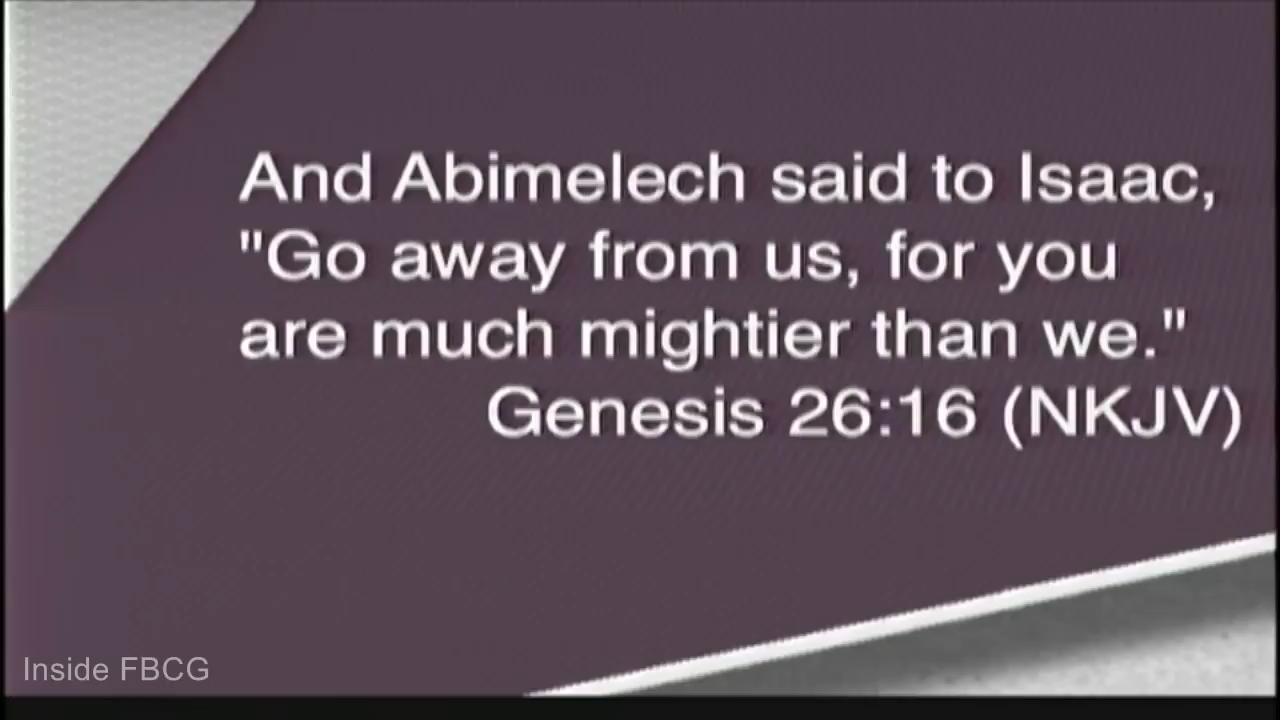 And Abimelech said to Isaac,
"Go away from us, for you
are much mightier than we."
Genesis 26:16 (NKJV)
Inside FBCG